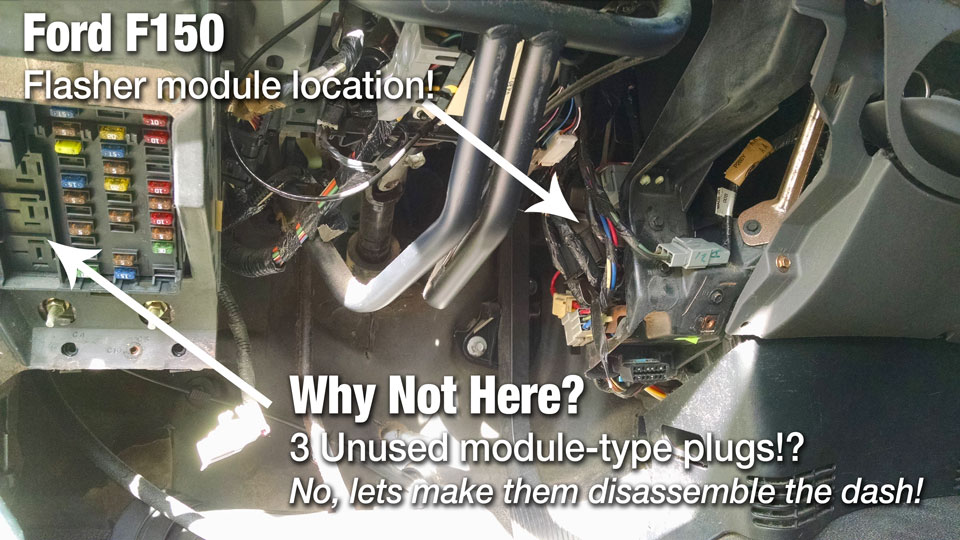 Ford F150
Flasher module location!
Why Not Here?
3 Unused module-type plugs!?
No, lets make them disassemble the dash!